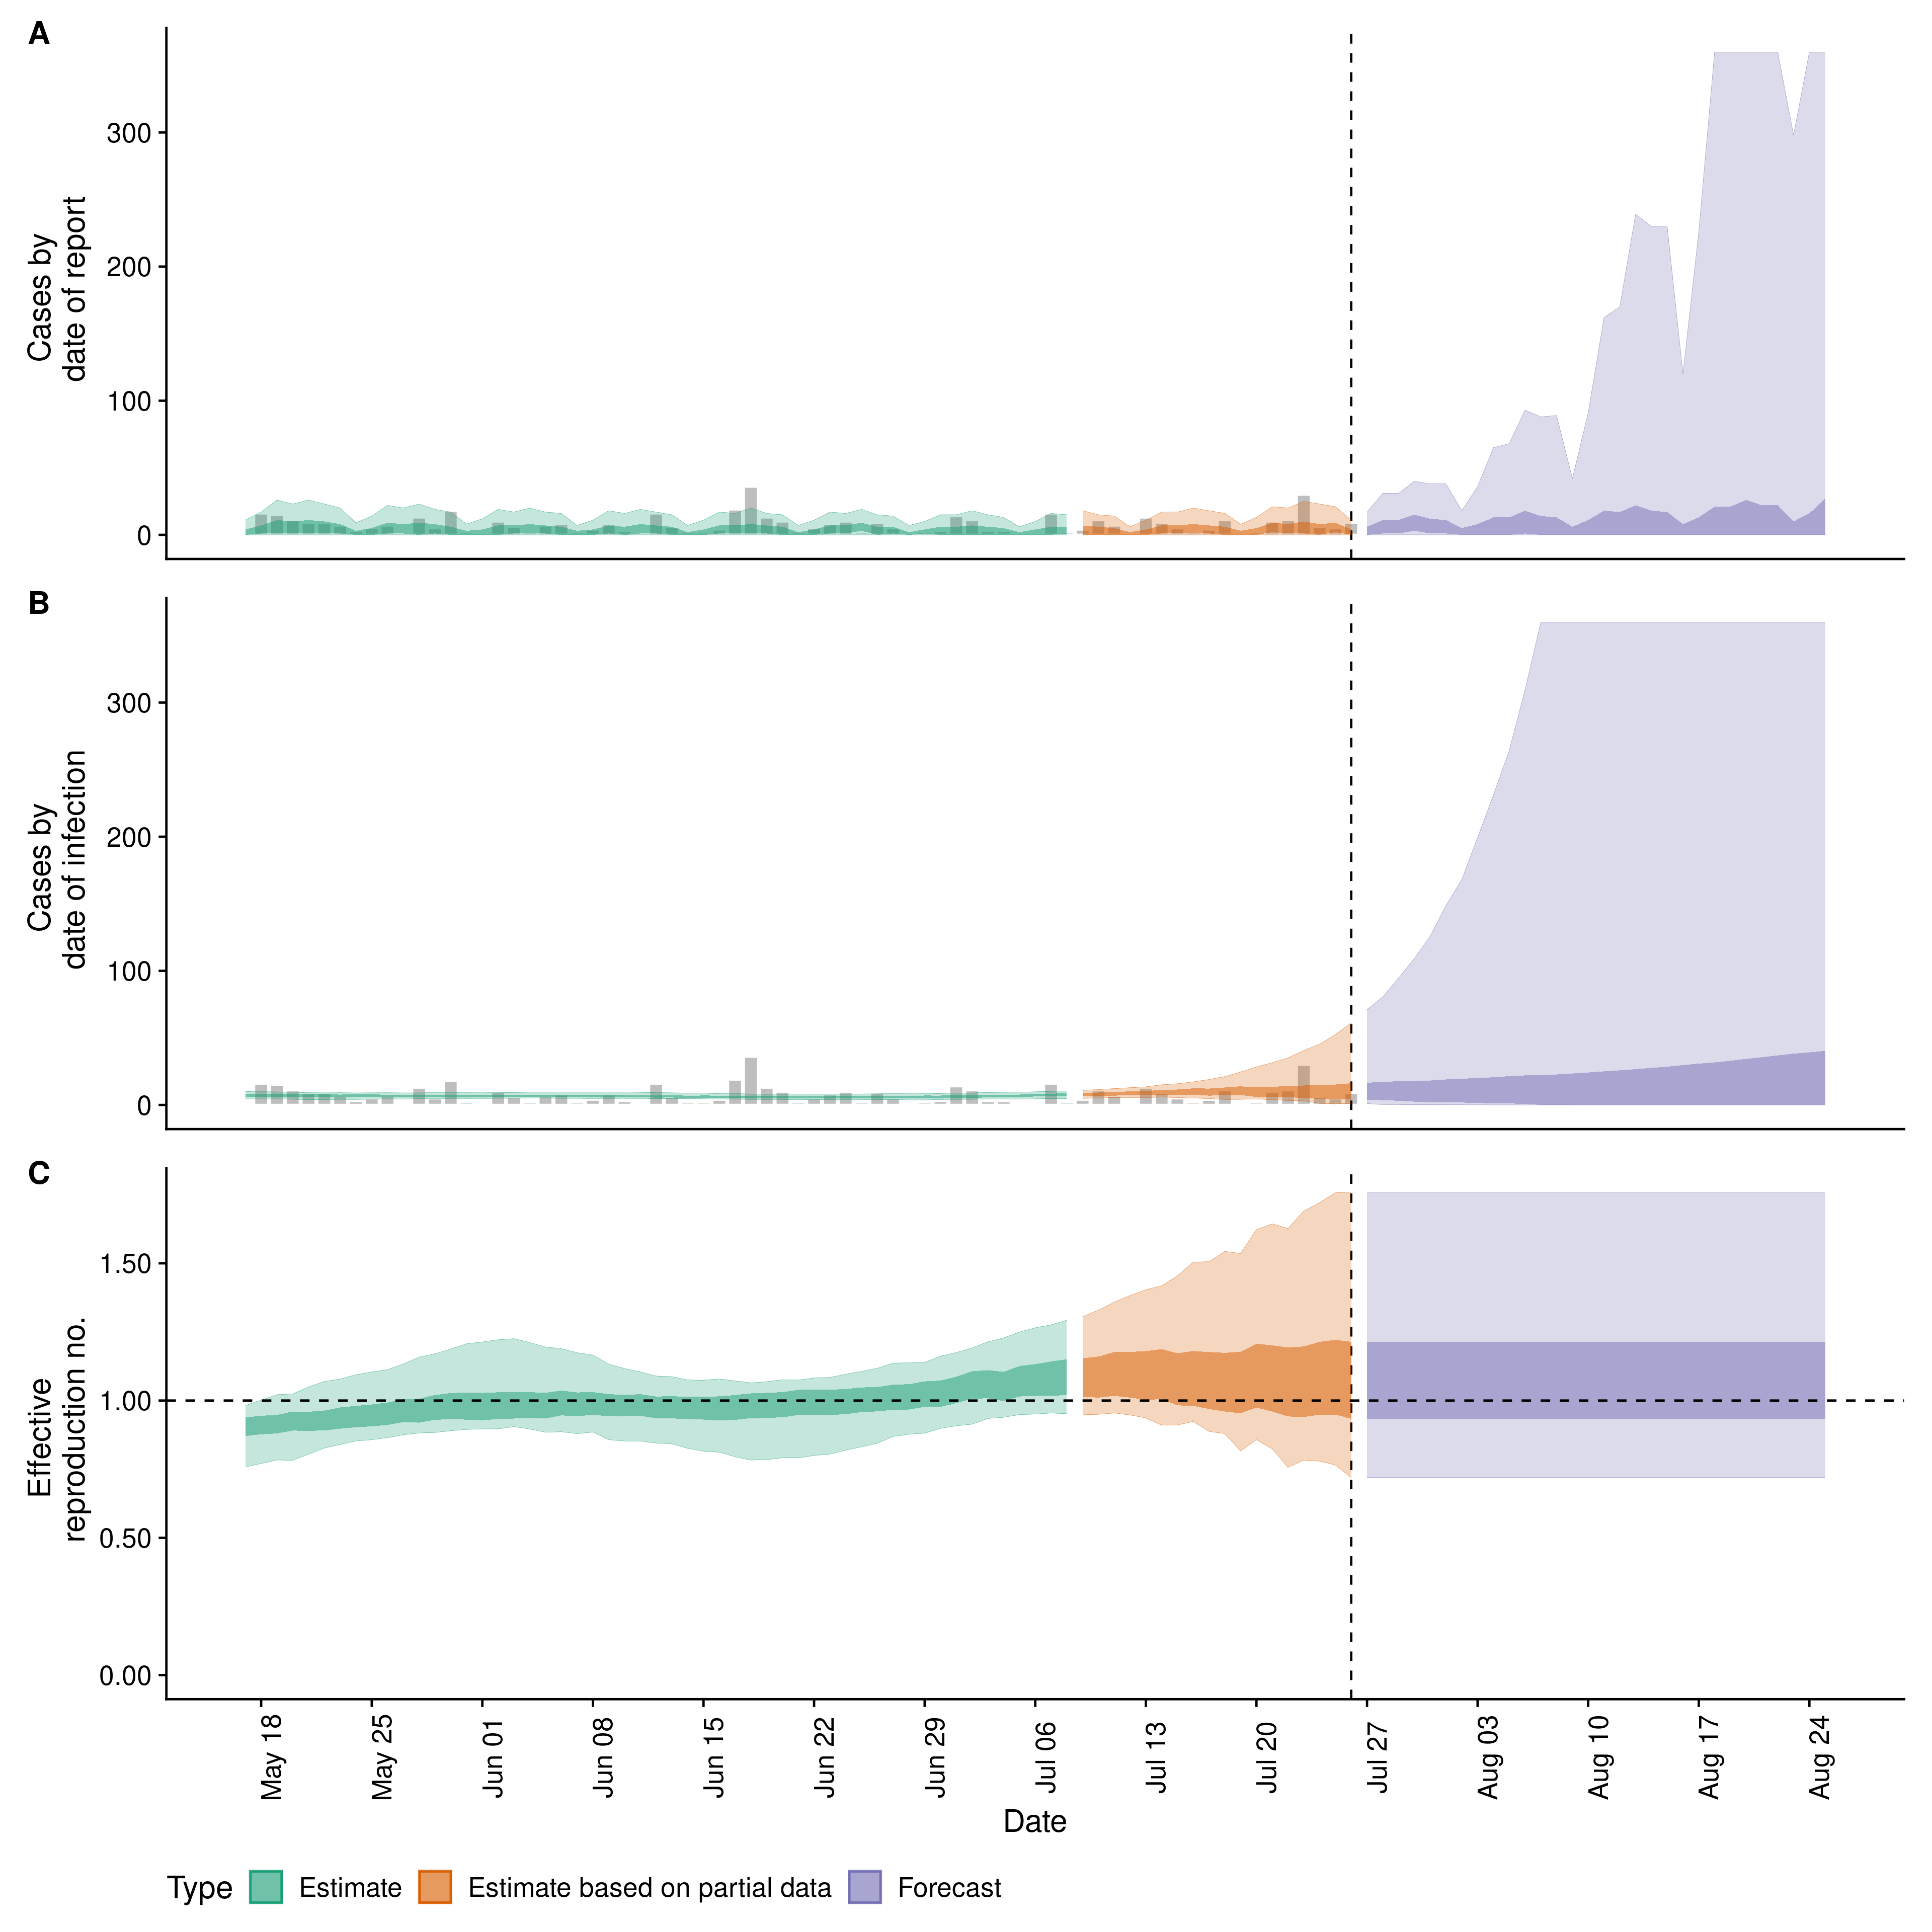 A
Cases by
date of report
300
200
100
0
B
Cases by
date of infection
300
200
100
0
C
Effective
reproduction no.
1.50
1.00
0.50
0.00
May 18
May 25
Jun 01
Jun 08
Jun 15
Jun 22
Jun 29
Jul 06
Jul 13
Jul 20
Jul 27
Aug 03
Aug 10
Aug 17
Aug 24
Date
Type Estimate Estimate based on partial data Forecast